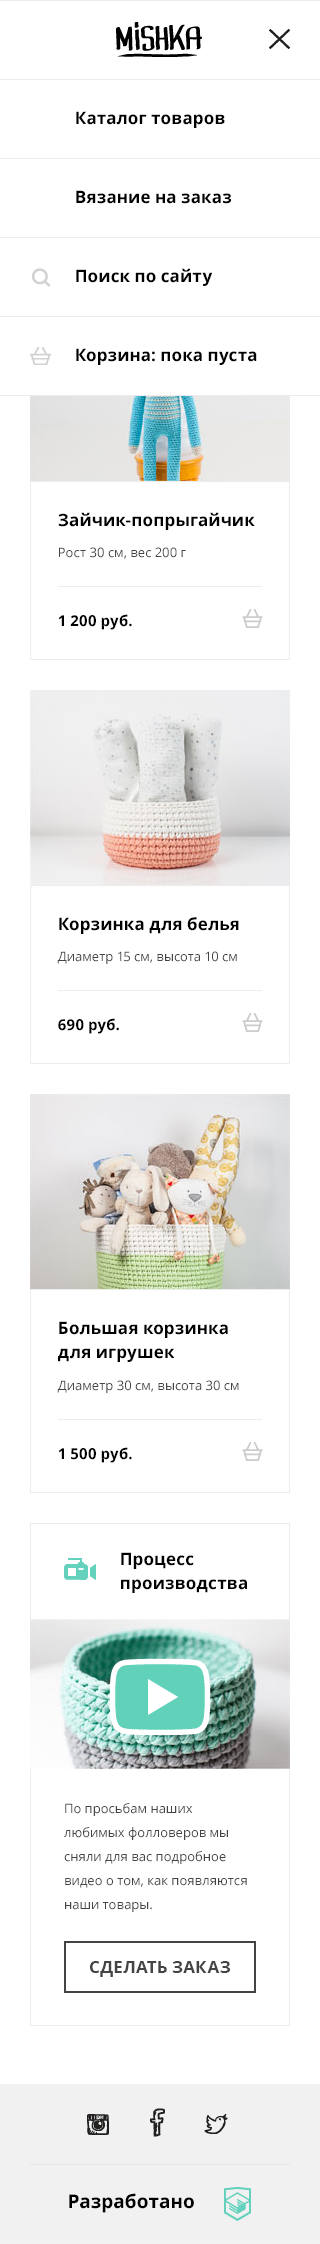 MiSHKA
Каталог товаров
Вязание на заказ
Поиск по сайту
Корзина: пока пуста
Зайчик-попрыгайчик
Рост 30 см, вес 200 г
1 200 руб.
Корзинка для белья
Диаметр 15 см, высота 10 см
690 руб.
Большая корзинка
для игрушек
Диаметр 30 см, высота 30 см
1 500 руб.
Процесс
производства
По просьбам наших
любимых фолловеров мы
сняли для вас подробное
видео о том, как появляются
наши товары.
СДЕЛАТЬ ЗАКАЗ
Разработано